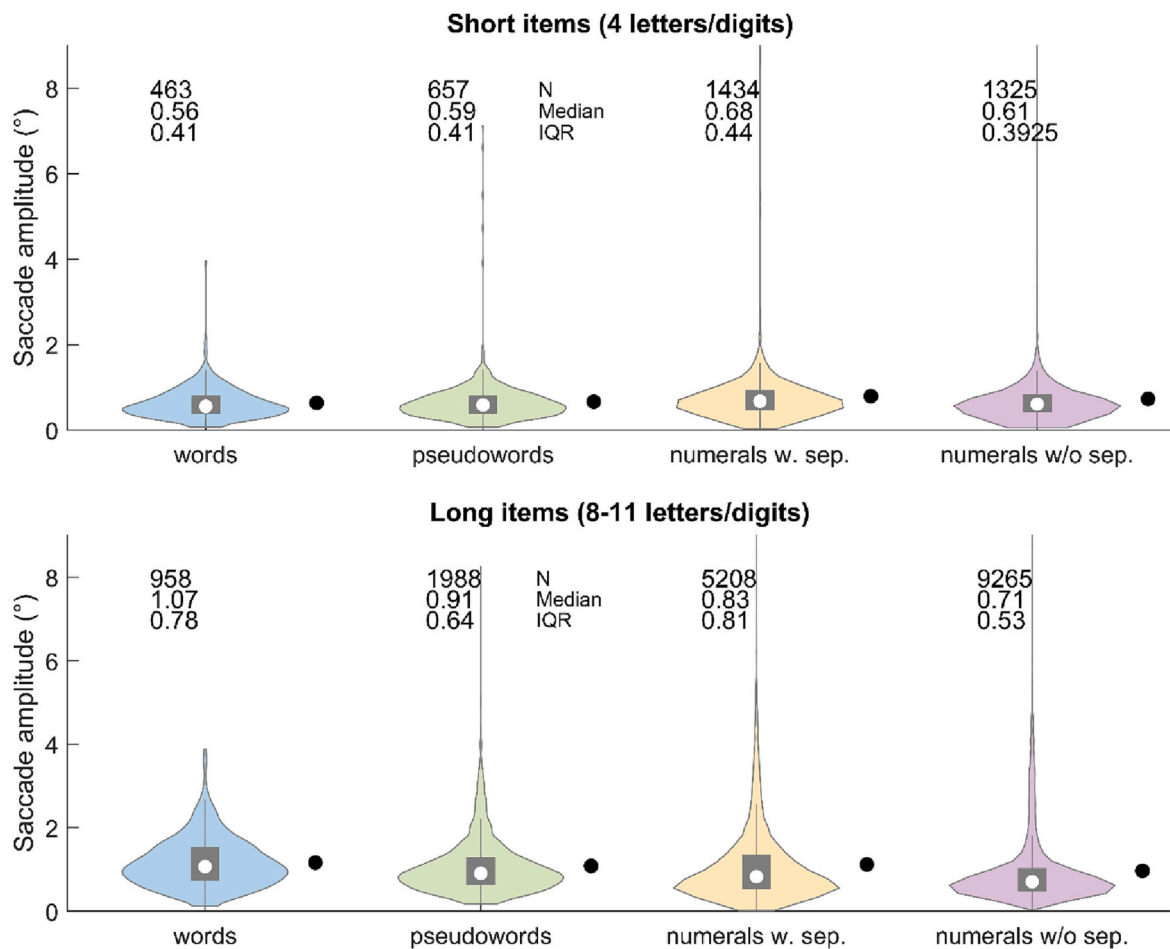 Short items (4 letters/digits)
Saccade amplitude (°)
8
6
4
2
0
463 657 N 1434 1325
0.56 0.59 Median 0.68 0.61
0.41 0.41 IQR 0.44 0.3925
words pseudowords numerals w. sep. numerals w/o sep.
Long items (8-11 letters/digits)
Saccade amplitude (°)
8
6
4
2
0
958 1988 N 5208 9265
1.07 0.91 Median 0.83 0.71
0.78 0.64 IQR 0.81 0.53
words pseudowords numerals w. sep. numerals w/o sep.